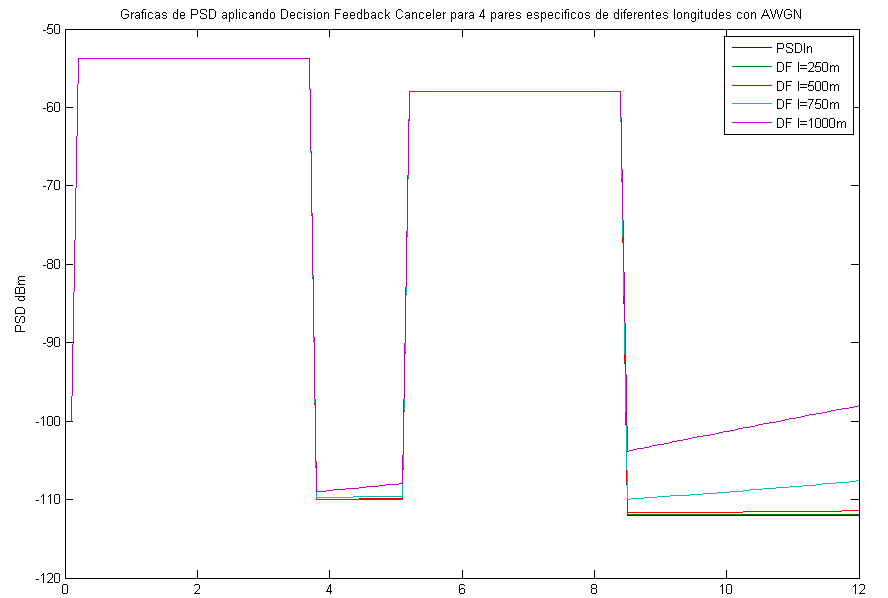 Graficas de PSD aplicando Decision Feedback Canceler para 4 pares especificos de diferentes longitudes con AWGN
PSDIn
DF l=250m
DF l=500m
DF l=750m
DF l=1000m
PSD dBm
-50
-60
-70
-80
-90
-100
-110
-120
0 2 4 6 8 10 12